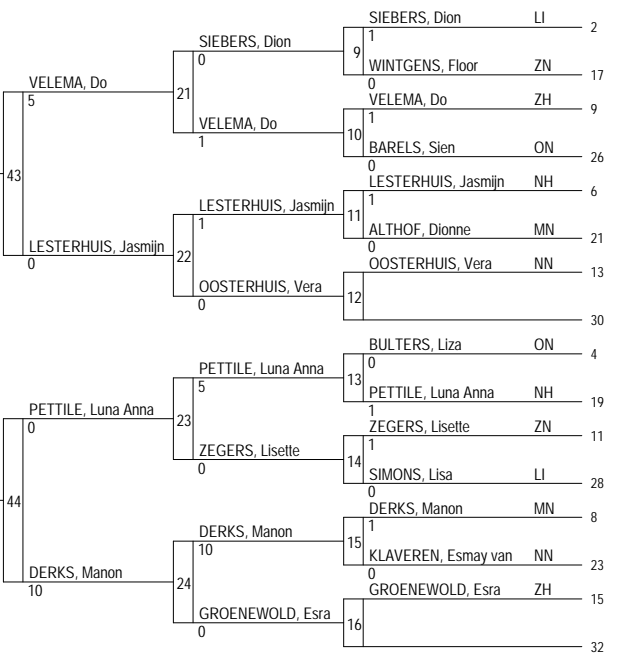 SIEBERS, Dion LI 2
1
SIEBERS, Dion 9
0
WINTGENS, Floor ZN 17
0
VELEMA, Do 21
5
VELEMA, Do ZH 9
1
VELEMA, Do 10
1
BARELS, Sien ON 26
0
43
LESTERHUIS, Jasmijn NH 6
1
LESTERHUIS, Jasmijn 11
1
ALTHOF, Dionne MN 21
0
LESTERHUIS, Jasmijn 22
0
OOSTERHUIS, Vera NN 13
OOSTERHUIS, Vera 12
0
30
BULTERS, Liza ON 4
0
PETTILE, Luna Anna 13
5
PETTILE, Luna Anna NH 19
1
PETTILE, Luna Anna 23
0
ZEGERS, Lisette ZN 11
1
ZEGERS, Lisette 14
0
SIMONS, Lisa LI 28
0
44
DERKS, Manon MN 8
1
DERKS, Manon 15
10
KLAVEREN, Esmay van NN 23
0
DERKS, Manon 24
10
GROENEWOLD, Esra ZH 15
GROENEWOLD, Esra 16
0
32